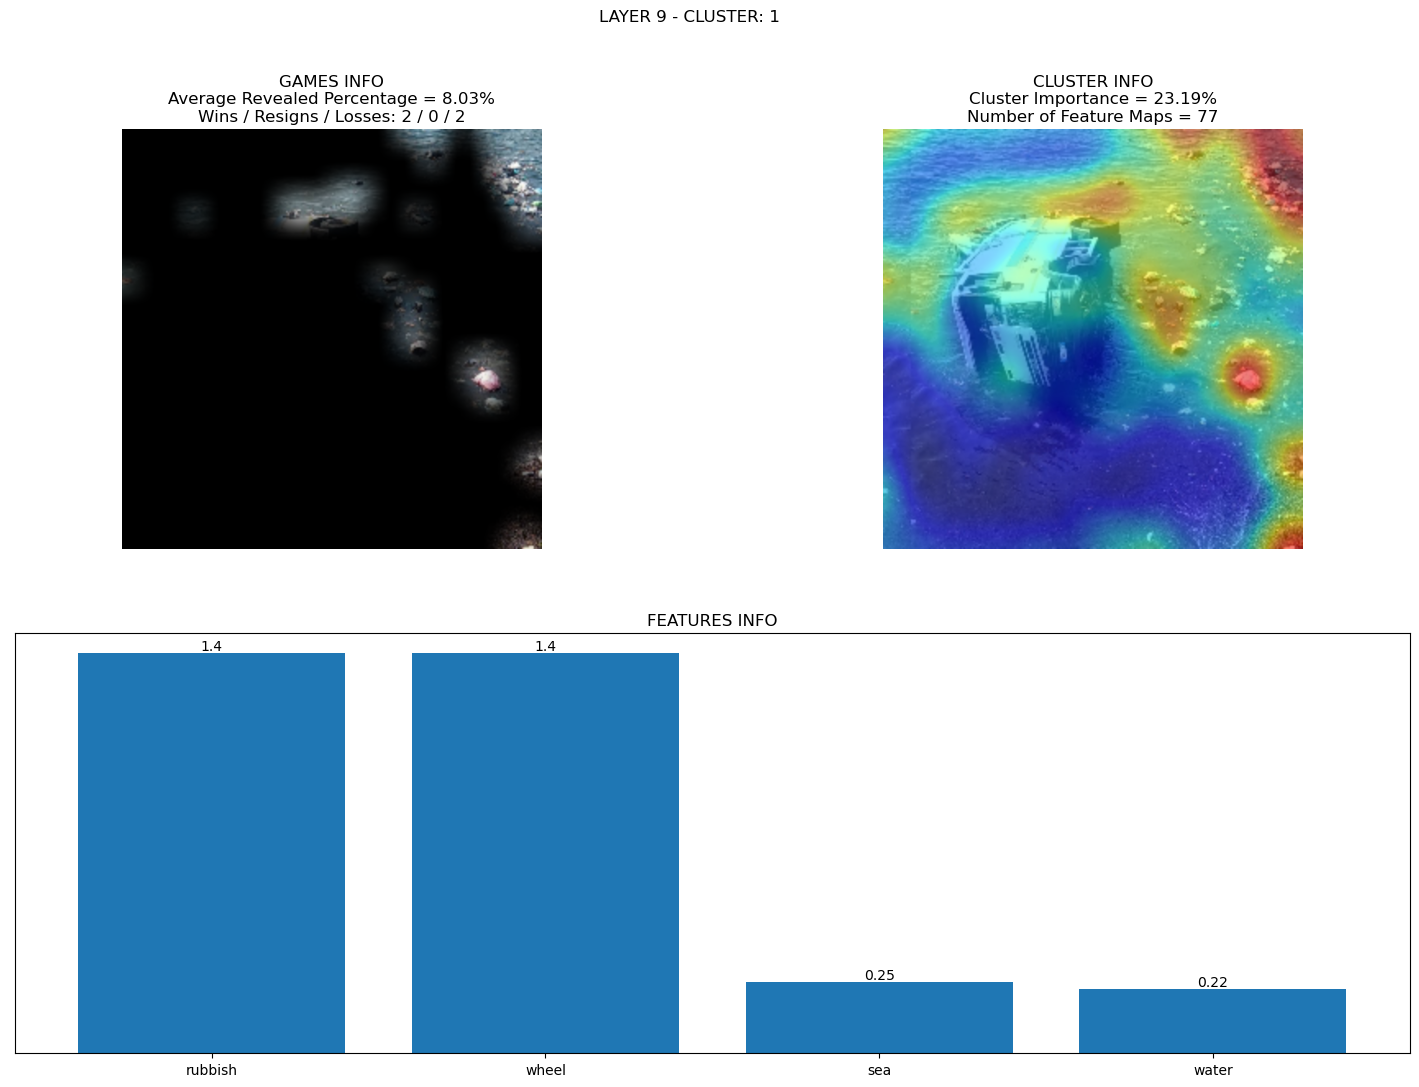 LAYER 9 - CLUSTER: 1
GAMES INFO
Average Revealed Percentage = 8.03%
Wins / Resigns / Losses: 2 / 0 / 2
CLUSTER INFO
Cluster Importance = 23.19%
Number of Feature Maps = 77
FEATURES INFO
1.4
1.4
0.25
0.22
rubbish
wheel
sea
water